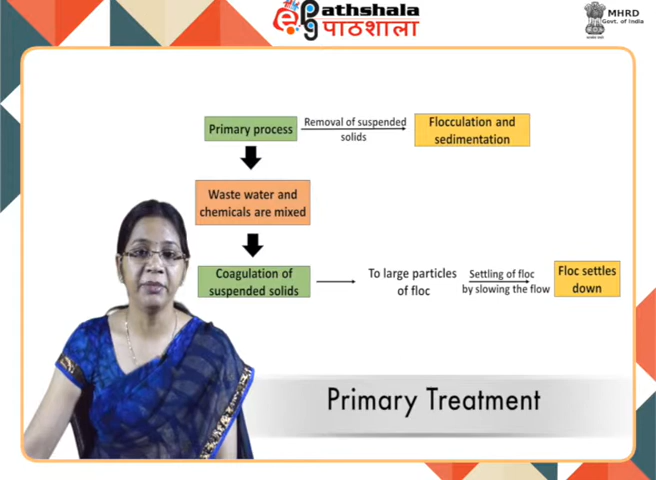 Pathshala
पाठशाला
MHRD
Govt. of India
Primary process
Removal of suspended
solids
Flocculation and
sedimentation
Waste water and
chemicals are mixed
Coagulation of
suspended solids
To large particles
of floc
Settling of floc
by slowing the flow
Floc settles
down
Primary Treatment